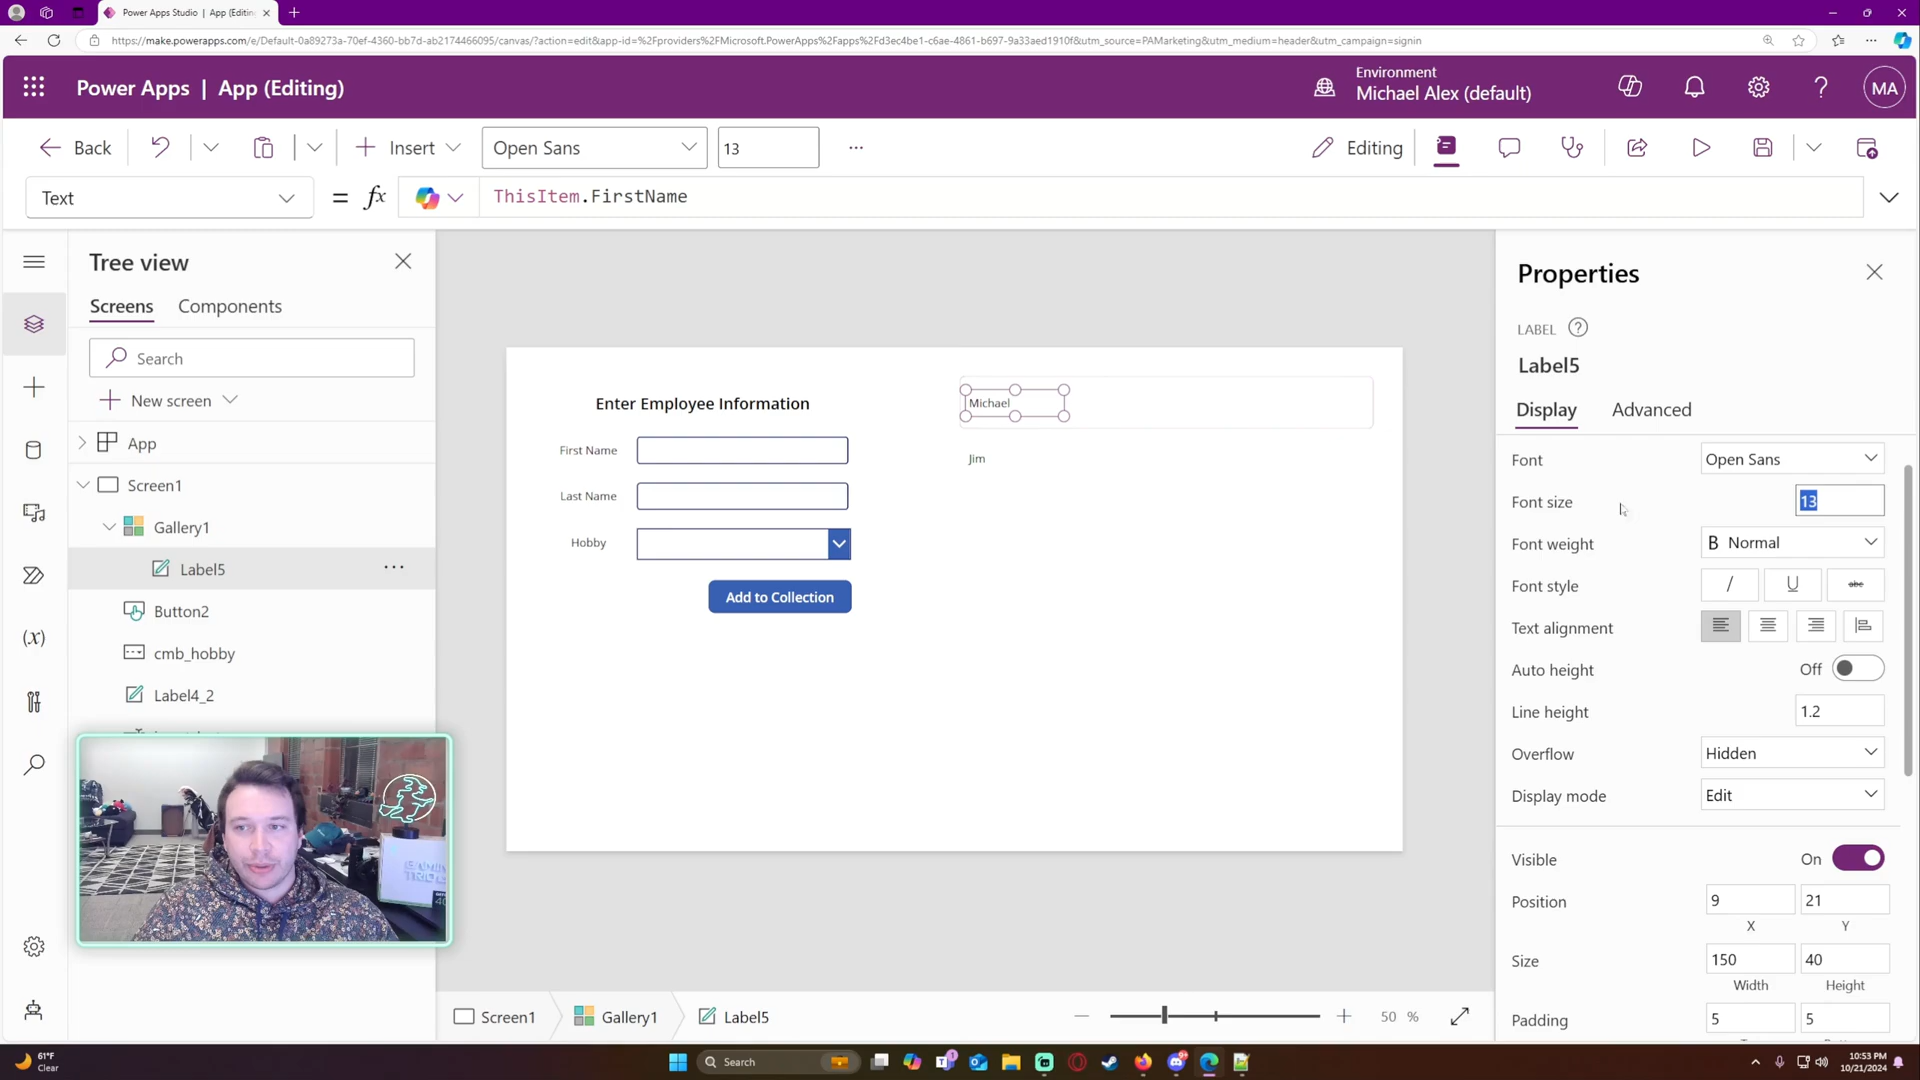 Power Apps Studio | App (Editin
https://make.powerapps.com/e/Default-0a89273a-70ef-4360-bb7d-ab2174466095/canvas/?action=edit&app-id=%2Fproviders%2FMicrosoft.PowerApps%2Fapps%2Fd3ec4be1-c6ae-4861-b697-9a33aed1910f&utm_source=PAMarketing&utm_medium=header&utm_campaign=signin
Power Apps | App (Editing)
Environment
Michael Alex (default)
MA
Back
Insert
Open Sans
13
Editing
Text
= fx
ThisItem.FirstName
Tree view
Screens
Components
Search
New screen
App
Screen1
Gallery1
Label5
Button2
cmb_hobby
Label4_2
Enter Employee Information
First Name
Last Name
Hobby
Add to Collection
Michael
Jim
Properties
LABEL
Label5
Display
Advanced
Font
Open Sans
Font size
13
Font weight
B Normal
Font style
/ U abc
Text alignment
Auto height
Off
Line height
1.2
Overflow
Hidden
Display mode
Edit
Visible
On
Position
9
21
X
Y
Size
150
40
Width
Height
Padding
5
5
Screen1
Gallery1
Label5
50 %
61°F
Clear
Search
10:53 PM
10/21/2024